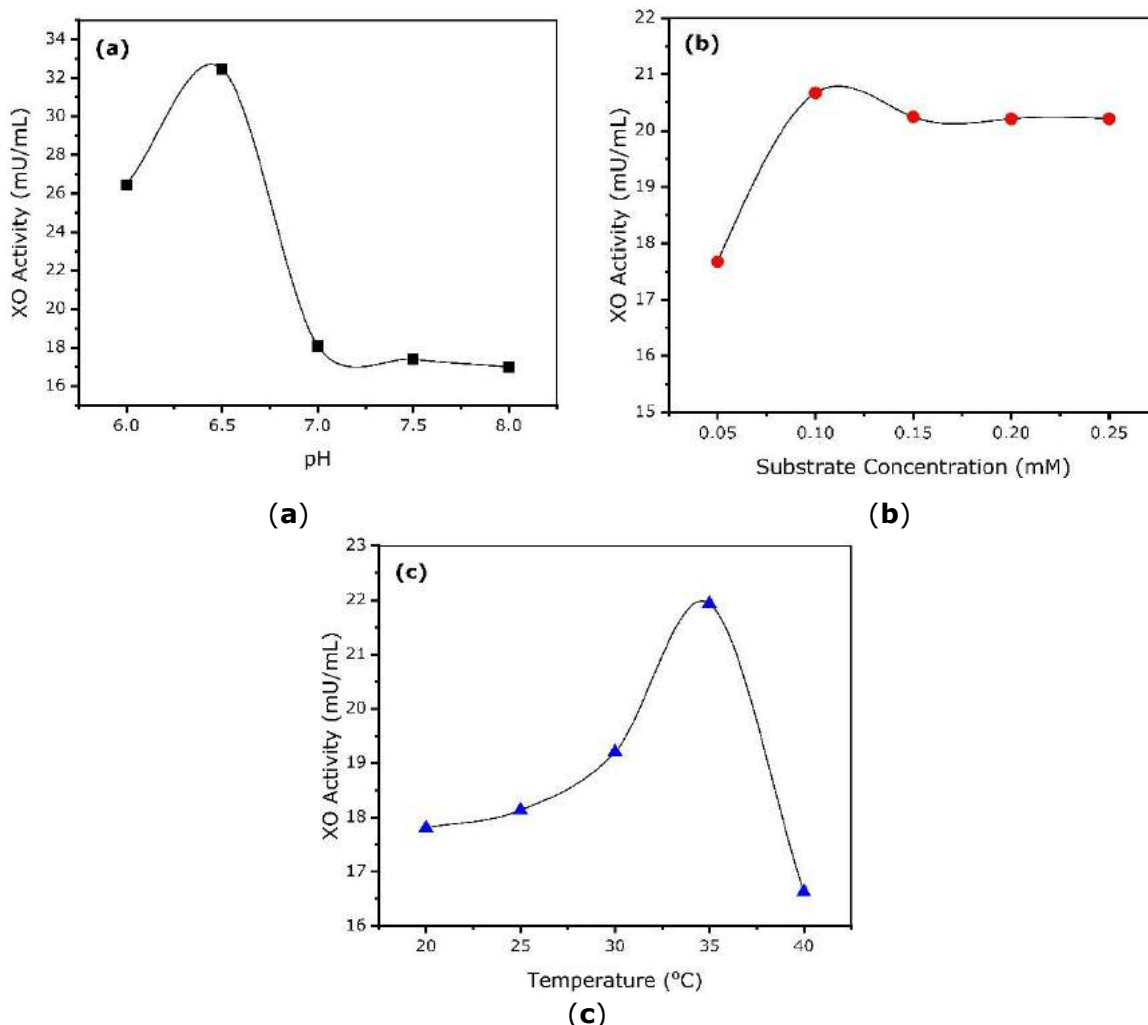 (a)
34
32
30
28
26
24
22
20
18
16
XO Activity (mU/mL)
6.0 6.5 7.0 7.5 8.0
pH
(a)
(b)
22
21
20
19
18
17
16
15
XO Activity (mU/mL)
0.05 0.10 0.15 0.20 0.25
Substrate Concentration (mM)
(b)
(c)
23
22
21
20
19
18
17
16
XO Activity (mU/mL)
20 25 30 35 40
Temperature (⁰C)
(c)